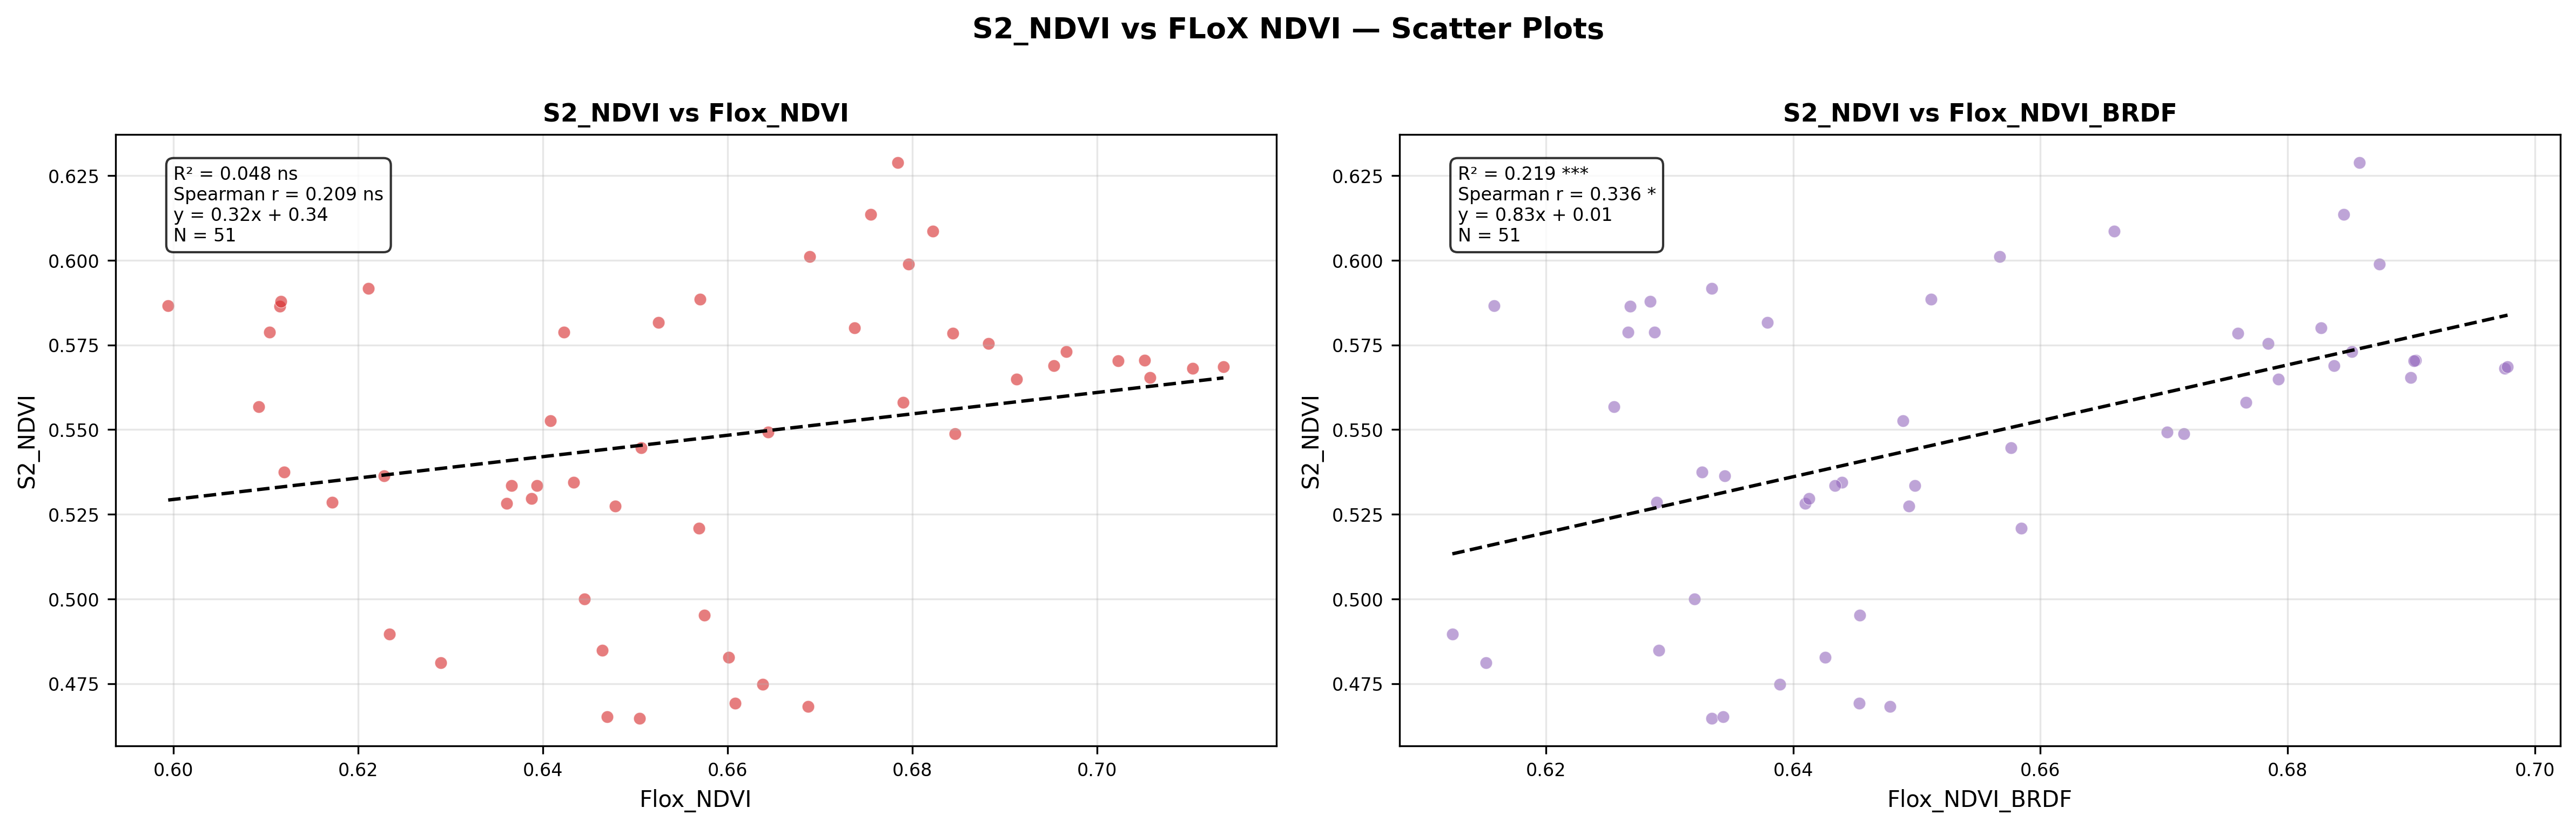 S2_NDVI vs FLoX NDVI — Scatter Plots
S2_NDVI vs Flox_NDVI
R² = 0.048 ns
Spearman r = 0.209 ns
y = 0.32x + 0.34
N = 51
S2_NDVI
0.625
0.600
0.575
0.550
0.525
0.500
0.475
0.60 0.62 0.64 0.66 0.68 0.70
Flox_NDVI
S2_NDVI vs Flox_NDVI_BRDF
R² = 0.219 ***
Spearman r = 0.336 *
y = 0.83x + 0.01
N = 51
S2_NDVI
0.625
0.600
0.575
0.550
0.525
0.500
0.475
0.62 0.64 0.66 0.68 0.70
Flox_NDVI_BRDF